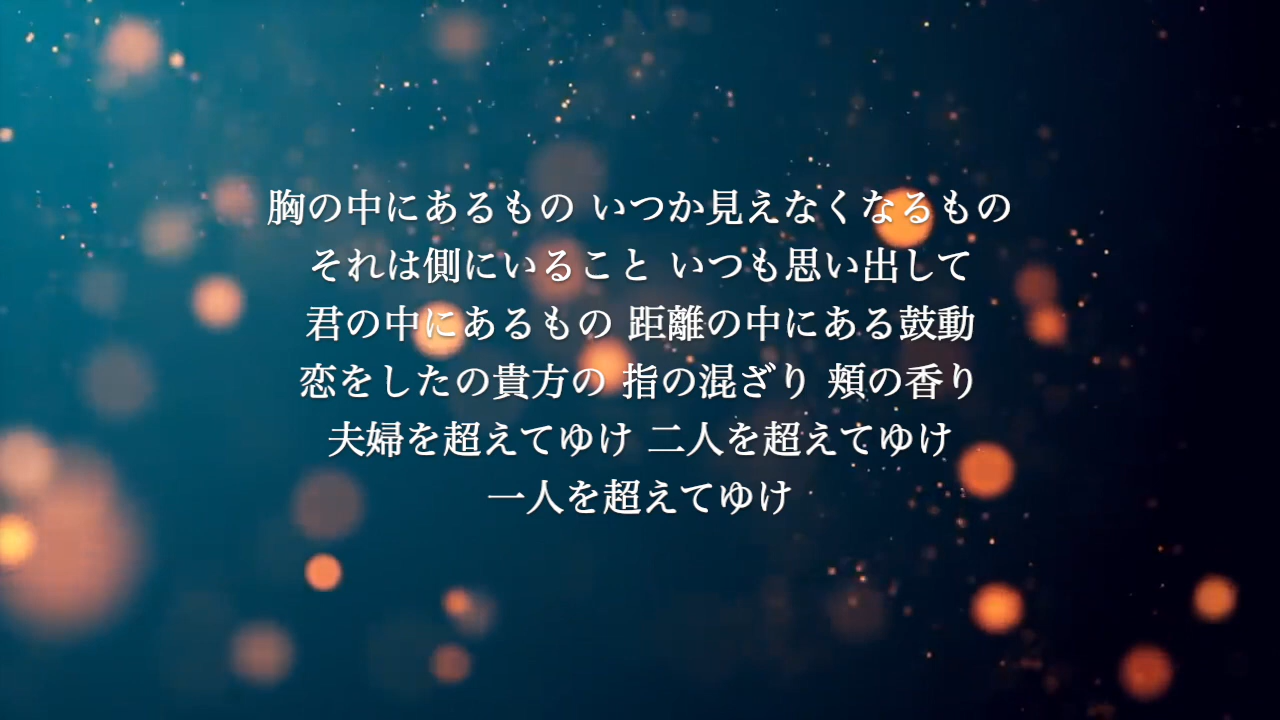 胸の中にあるもの いつか見えなくなるもの
それは側にいること いつも思い出して
君の中にあるもの 距離の中にある鼓動
恋をしたの貴方の 指の混ざり 頬の香り
夫婦を超えてゆけ 二人を超えてゆけ
一人を超えてゆけ